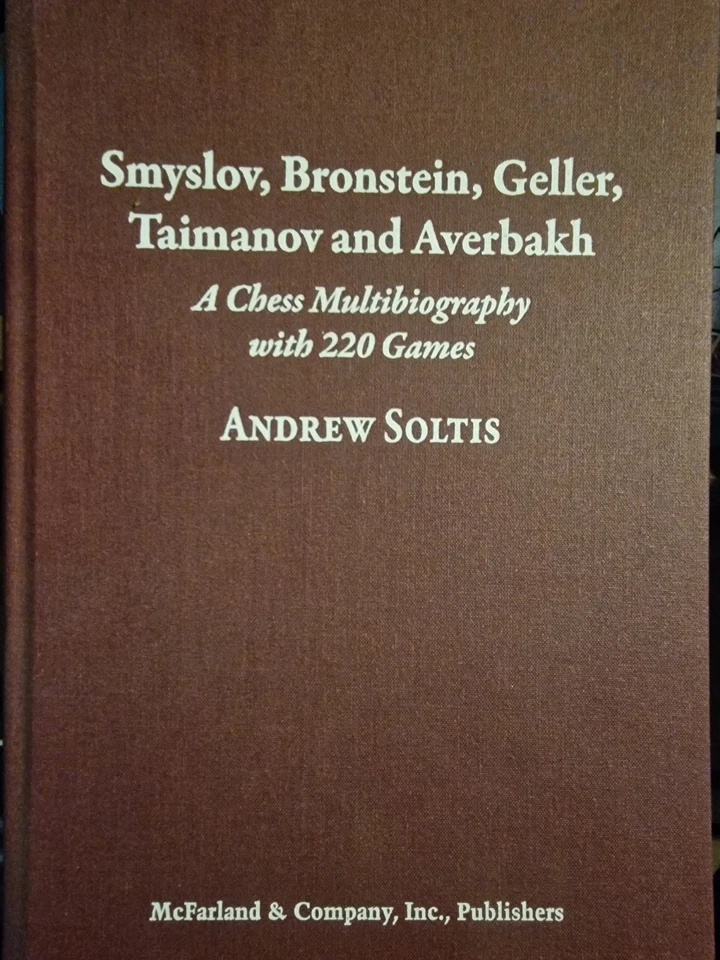 Smyslov, Bronstein, Geller,
Taimanov and Averbakh
A Chess Multibiography
with 220 Games
ANDREW SOLTIS
McFarland & Company, Inc., Publishers